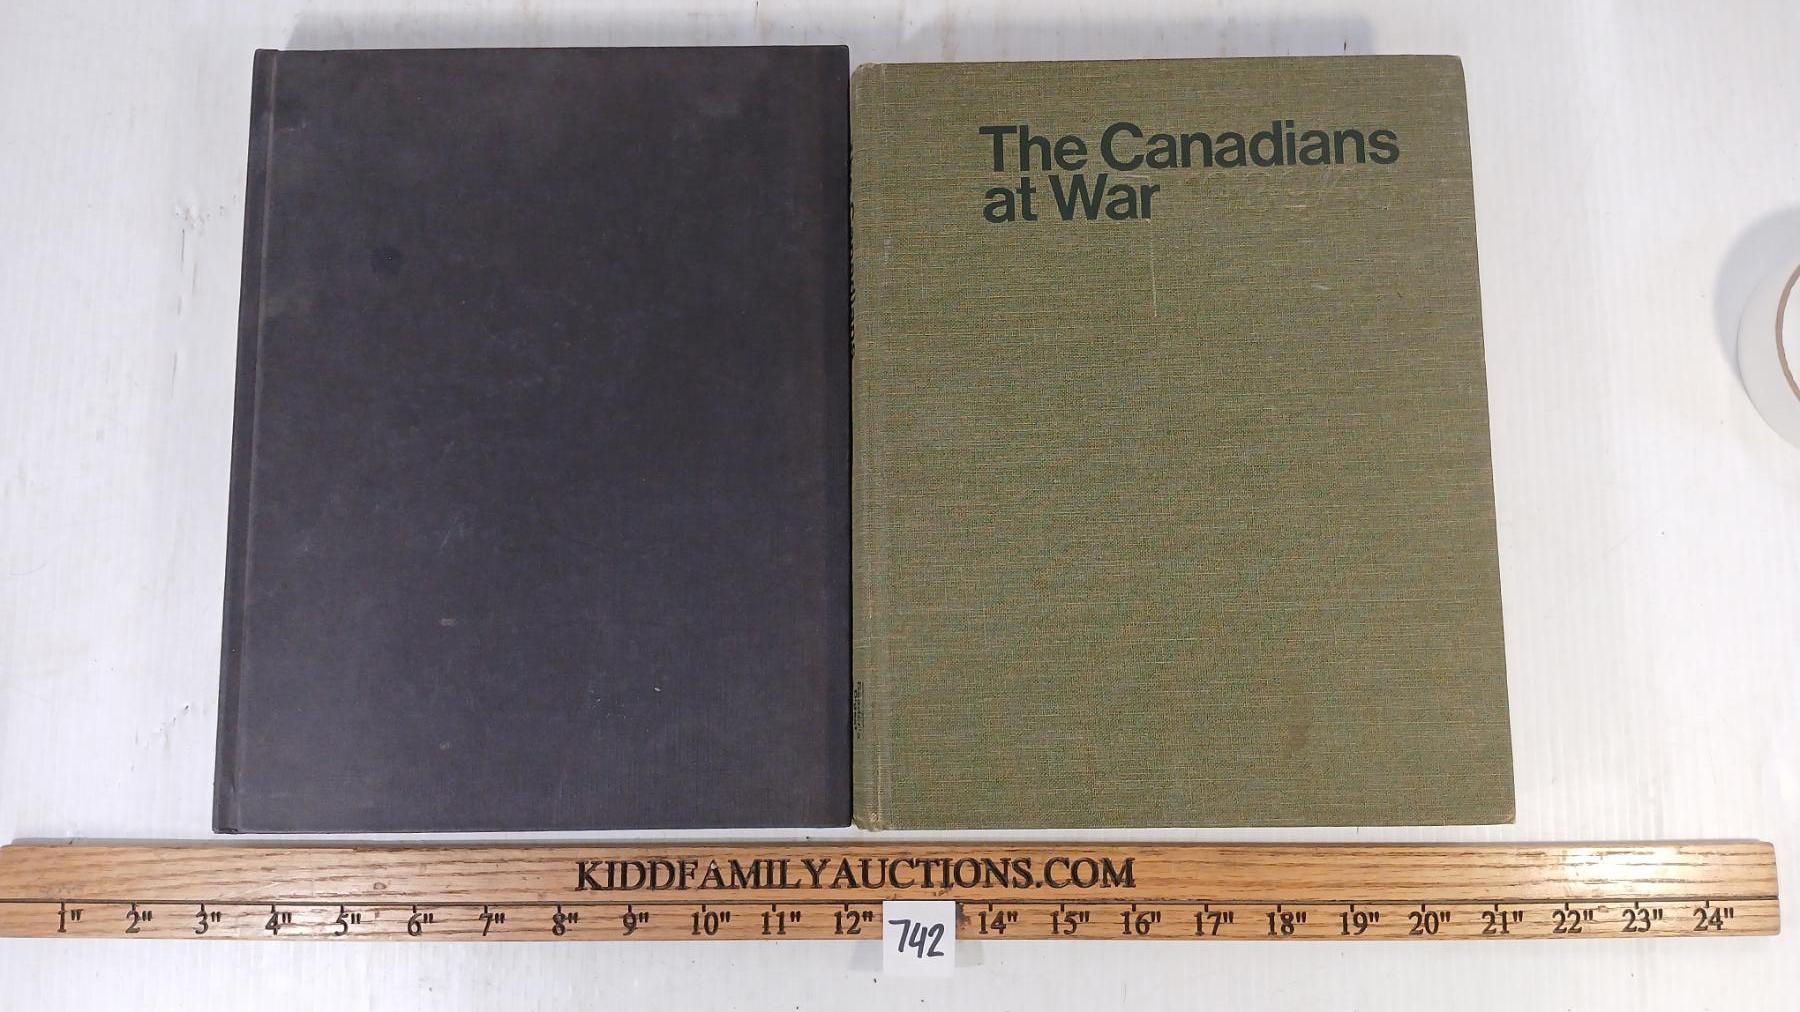 The Canadians
at War
KIDDFAMILYAUCTIONS.COM
1" 2" 3" 4" 5" 6" 7" 8" 9" 10" 11" 12" 14" 15" 16" 17" 18" 19" 20" 21" 22" 23" 24"
742